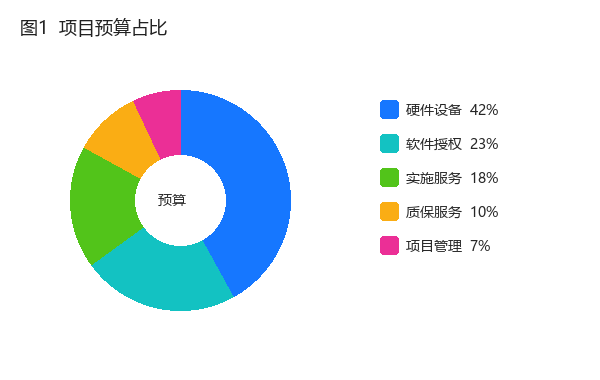 图1 项目预算占比
预算
硬件设备 42%
软件授权 23%
实施服务 18%
质保服务 10%
项目管理 7%